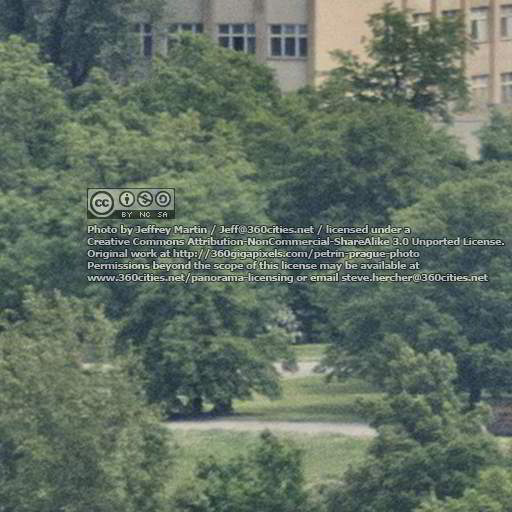 cc
BY NC SA
Photo by Jeffrey Martin / Jeff@360cities.net / licensed under a
Creative Commons Attribution-NonCommercial-ShareAlike 3.0 Unported License.
Original work at http://360gigapixels.com/petrin-prague-photo
Permissions beyond the scope of this license may be available at
www.360cities.net/panorama-licensing or email steve.hercher@360cities.net